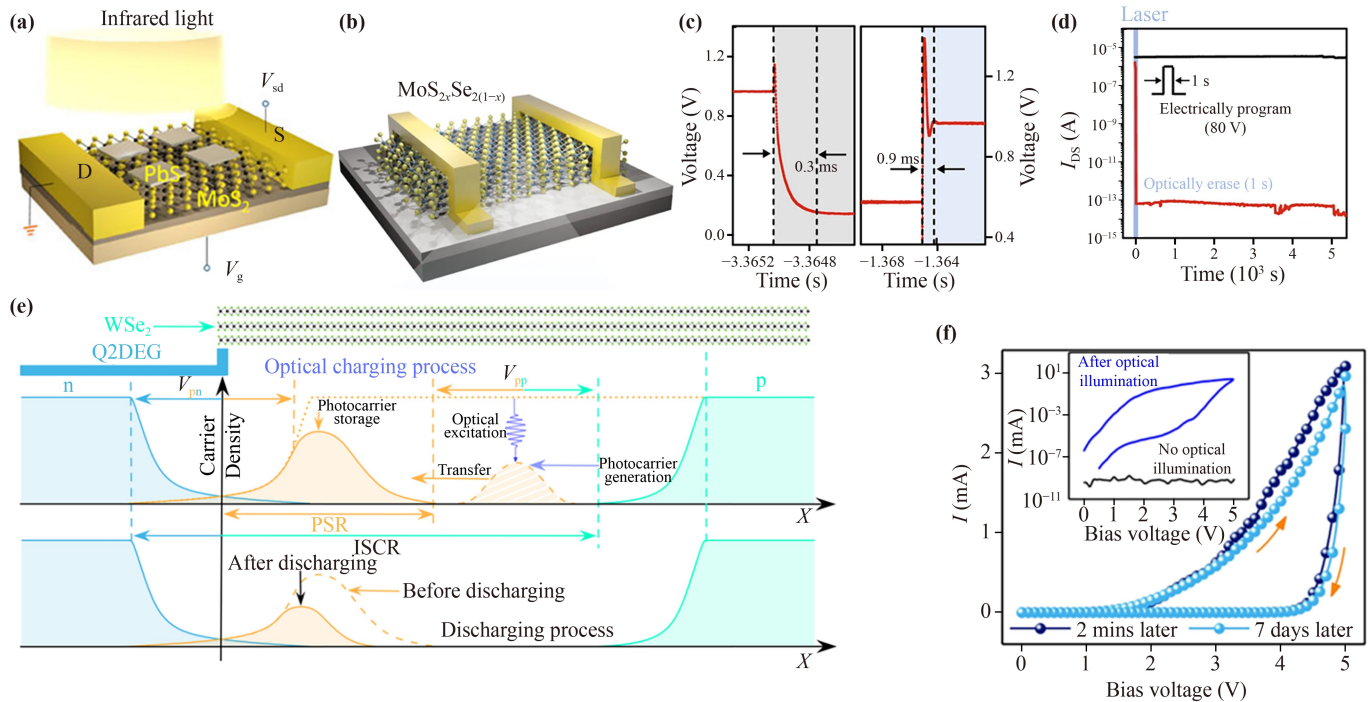 (a)
Infrared light
V_sd
S
D
PbS
MoS₂
V_g
(b)
MoS₂ₓSe₂₍₁₋ₓ₎
(c)
Voltage (V)
1.2
0.8
0.4
0.0
0.3 ms
−3.3652 −3.3648
Time (s)
0.9 ms
−1.368 −1.364
Time (s)
1.2
0.8
0.4
Voltage (V)
(d)
Laser
I_DS (A)
10⁻⁵
10⁻⁷
10⁻⁹
10⁻¹¹
10⁻¹³
10⁻¹⁵
1 s
Electrically program
(80 V)
Optically erase (1 s)
0 1 2 3 4 5
Time (10³ s)
(e)
WSe₂
Q2DEG
Optical charging process
n
V_pn
V_pp
p
Carrier
Density
Photocarrier
storage
Optical
excitation
Transfer
Photocarrier
generation
X
PSR
ISCR
After discharging
Before discharging
Discharging process
X
(f)
I (mA)
3
2
1
0
After optical
illumination
No optical
illumination
I (mA)
10¹
10⁻³
10⁻⁷
10⁻¹¹
0 1 2 3 4 5
Bias voltage (V)
2 mins later 7 days later
0 1 2 3 4 5
Bias voltage (V)